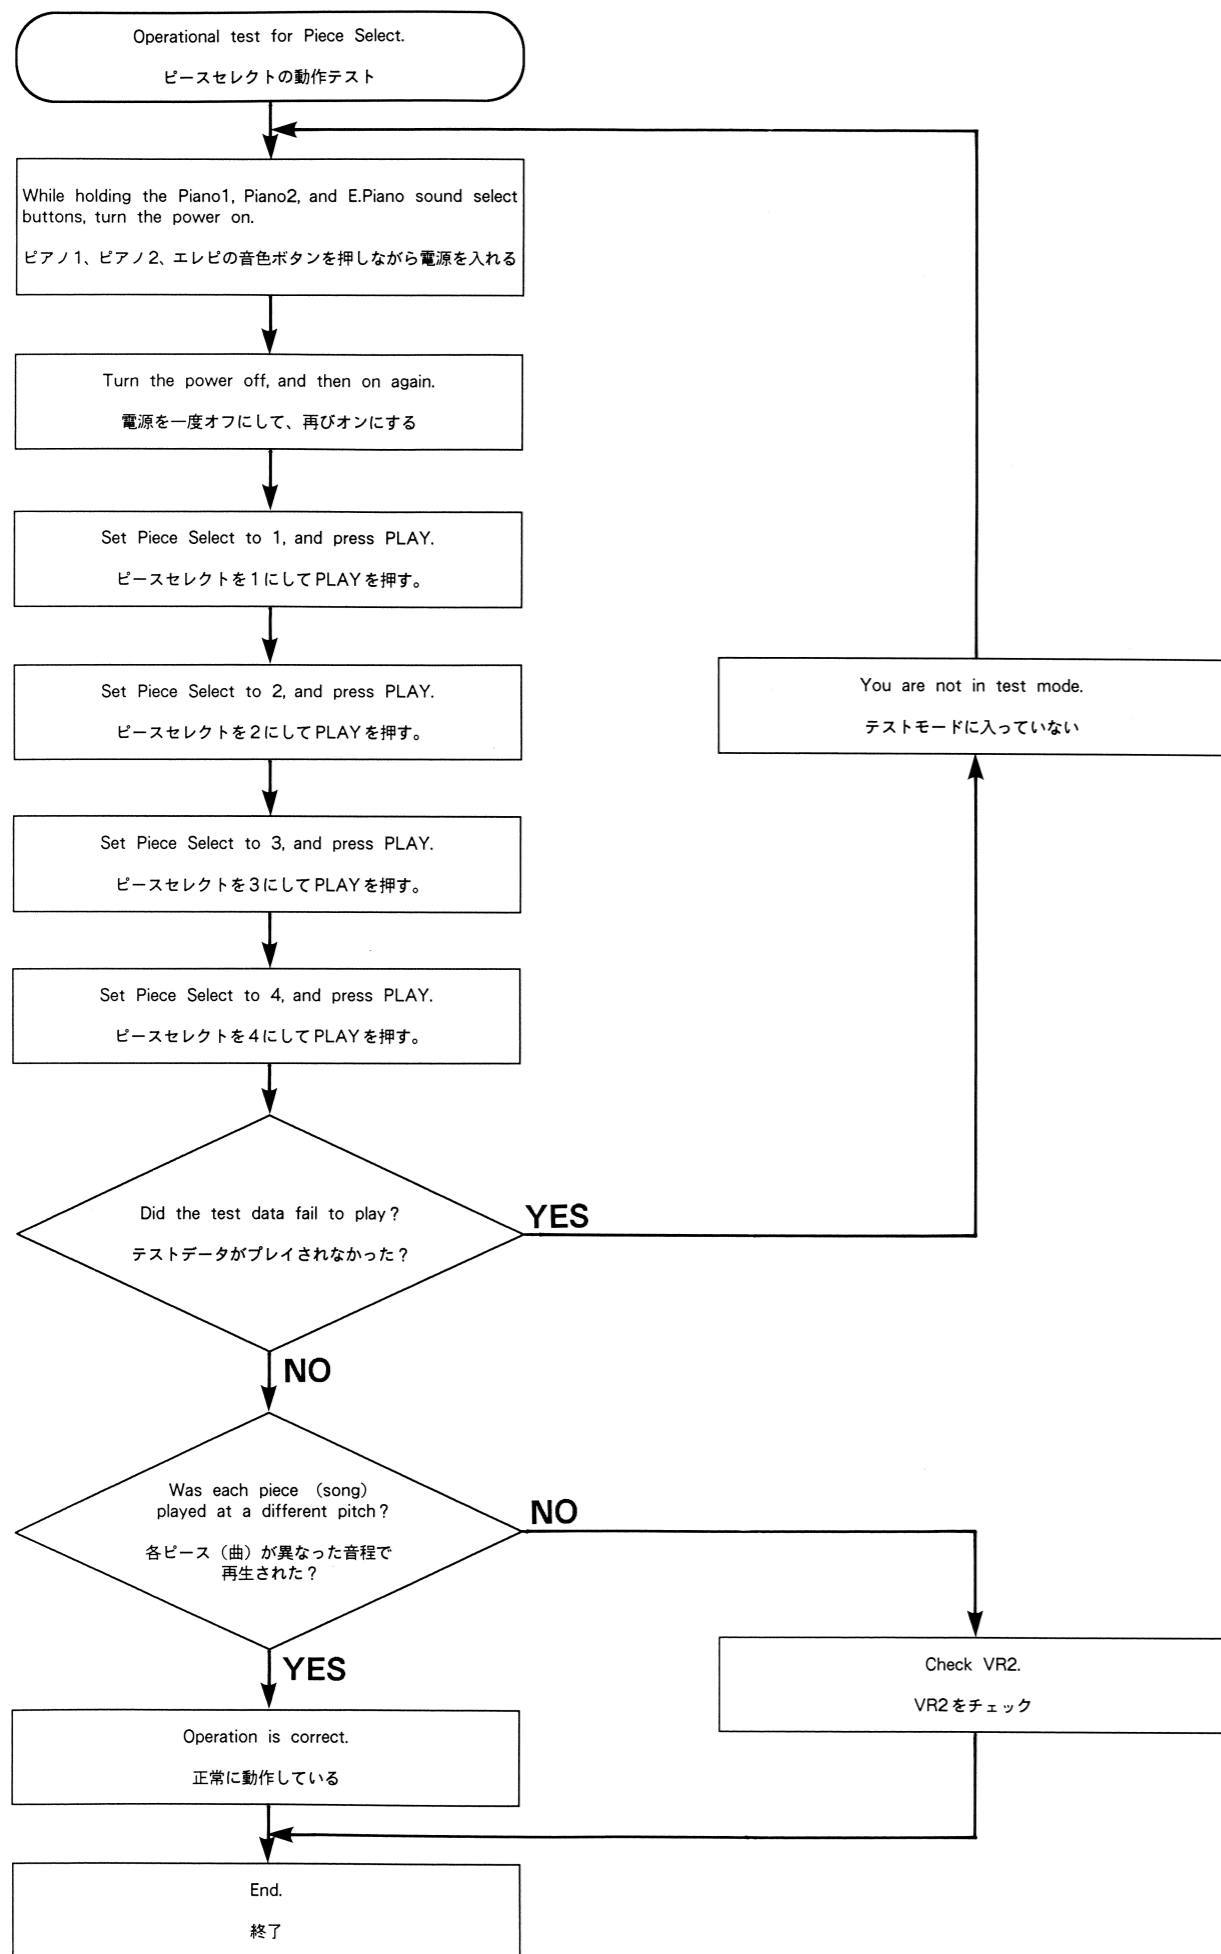 Operational test for Piece Select.
ピースセレクトの動作テスト
While holding the Piano1, Piano2, and E.Piano sound select
buttons, turn the power on.
ピアノ1、ピアノ2、エレピの音色ボタンを押しながら電源を入れる
Turn the power off, and then on again.
電源を一度オフにして、再びオンにする
Set Piece Select to 1, and press PLAY.
ピースセレクトを1にしてPLAYを押す。
Set Piece Select to 2, and press PLAY.
ピースセレクトを2にしてPLAYを押す。
You are not in test mode.
テストモードに入っていない
Set Piece Select to 3, and press PLAY.
ピースセレクトを3にしてPLAYを押す。
Set Piece Select to 4, and press PLAY.
ピースセレクトを4にしてPLAYを押す。
Did the test data fail to play?
テストデータがプレイされなかった?
YES
NO
Was each piece (song)
played at a different pitch?
各ピース（曲）が異なった音程で
再生された?
NO
YES
Check VR2.
VR2をチェック
Operation is correct.
正常に動作している
End.
終了